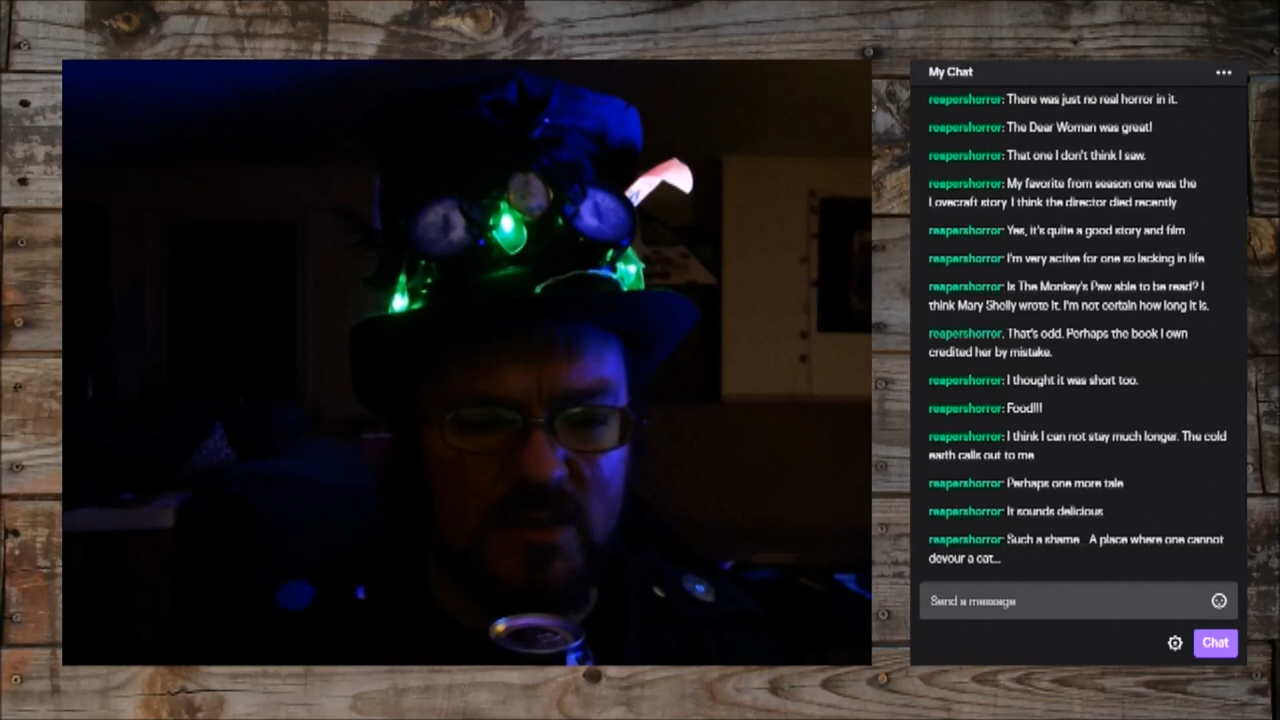 My Chat
reapershorror: There was just no real horror in it.
reapershorror: The Dear Woman was great!
reapershorror: That one I don't think I saw.
reapershorror: My favorite from season one was the
Lovecraft story. I think the director died recently
reapershorror: Yes, it's quite a good story and film
reapershorror: I'm very active for one so lacking in life
reapershorror: Is The Monkey's Paw able to be read? I
think Mary Shelly wrote it. I'm not certain how long it is.
reapershorror: That's odd. Perhaps the book I own
credited her by mistake.
reapershorror: I thought it was short too.
reapershorror: Food!!!
reapershorror: I think I can not stay much longer. The cold
earth calls out to me
reapershorror: Perhaps one more tale
reapershorror: It sounds delicious
reapershorror: Such a shame. A place where one cannot
devour a cat...
Send a message
Chat